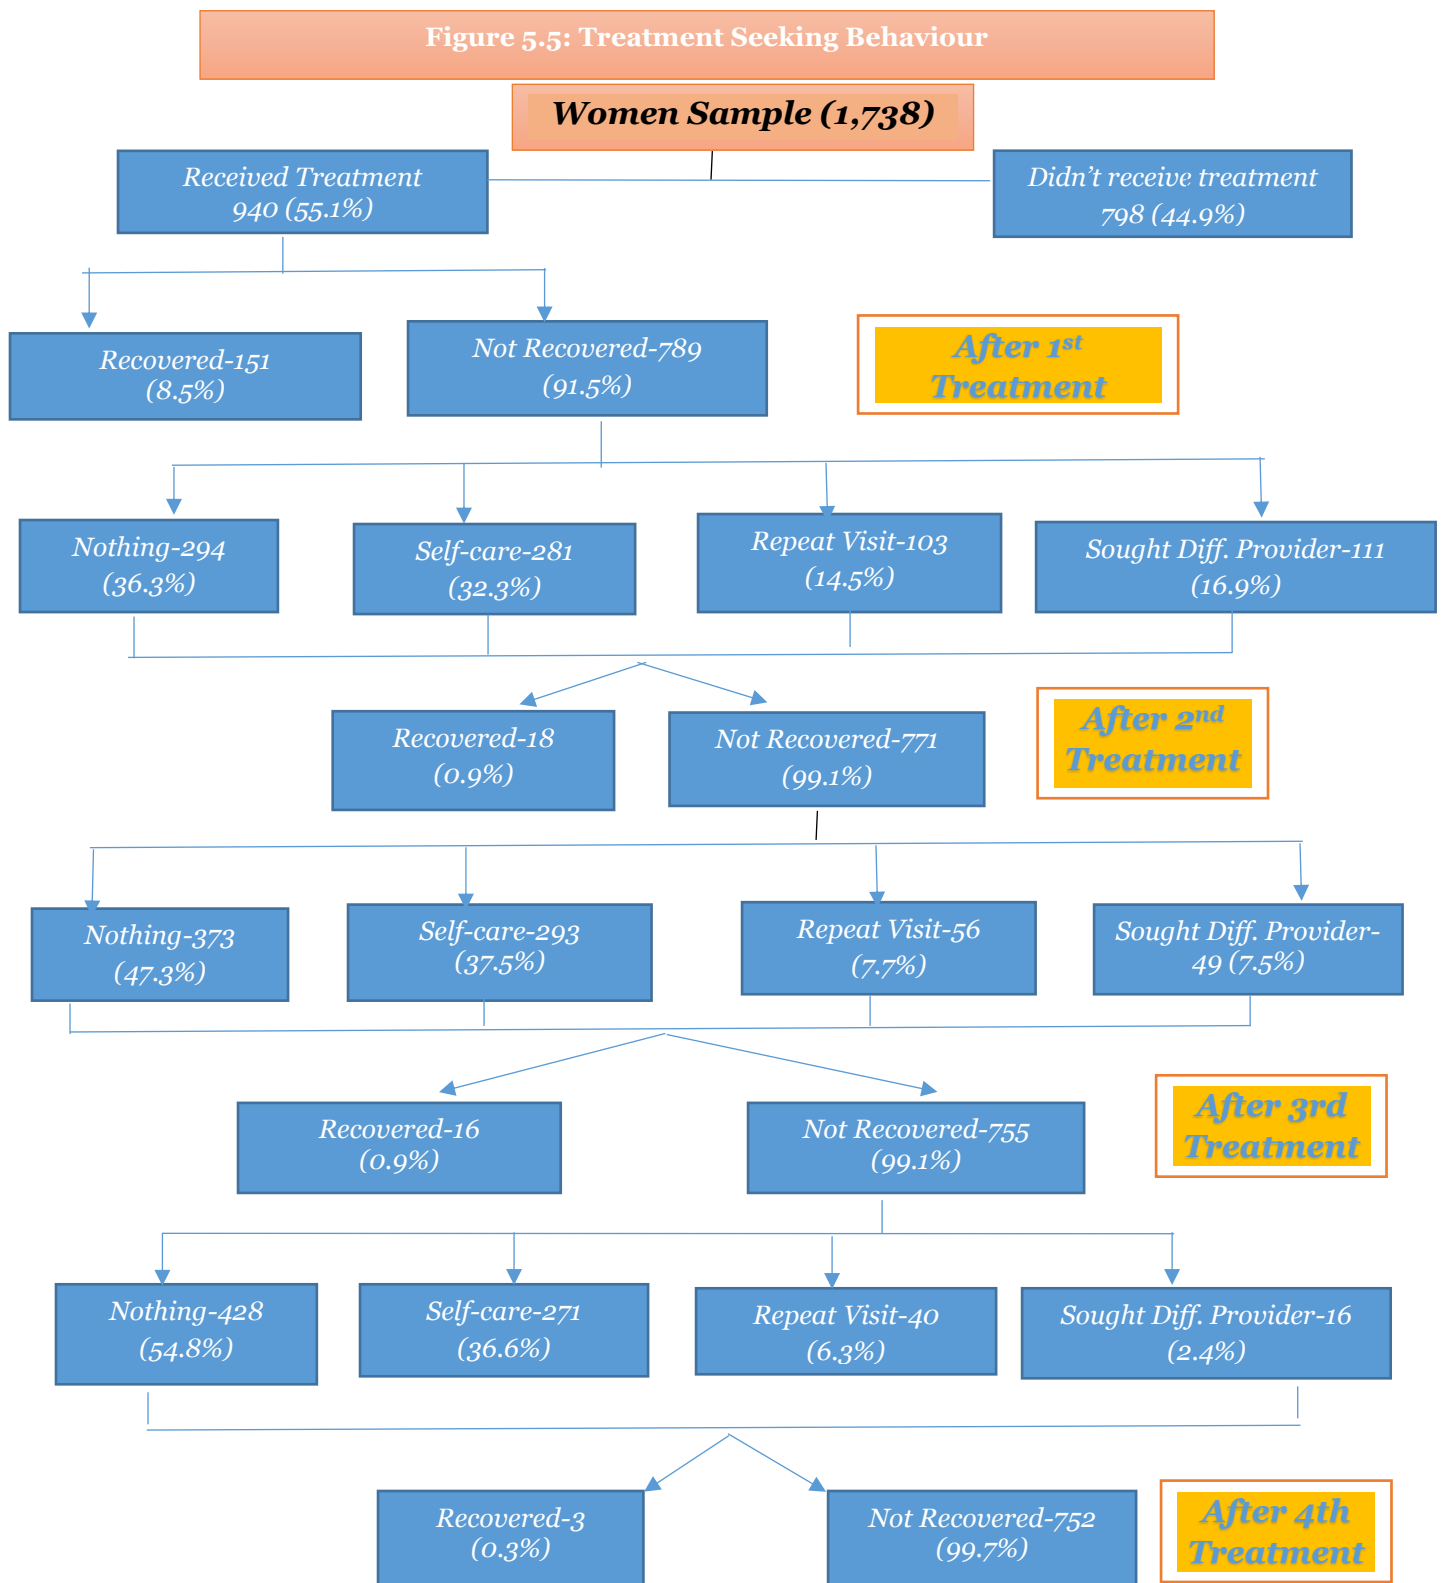 Figure 5.5: Treatment Seeking Behaviour
Women Sample (1,738)
Received Treatment
940 (55.1%)
Didn't receive treatment
798 (44.9%)
Recovered-151
(8.5%)
Not Recovered-789
(91.5%)
After 1st
Treatment
Nothing-294
(36.3%)
Self-care-281
(32.3%)
Repeat Visit-103
(14.5%)
Sought Diff. Provider-111
(16.9%)
Recovered-18
(0.9%)
Not Recovered-771
(99.1%)
After 2nd
Treatment
Nothing-373
(47.3%)
Self-care-293
(37.5%)
Repeat Visit-56
(7.7%)
Sought Diff. Provider-
49 (7.5%)
Recovered-16
(0.9%)
Not Recovered-755
(99.1%)
After 3rd
Treatment
Nothing-428
(54.8%)
Self-care-271
(36.6%)
Repeat Visit-40
(6.3%)
Sought Diff. Provider-16
(2.4%)
Recovered-3
(0.3%)
Not Recovered-752
(99.7%)
After 4th
Treatment